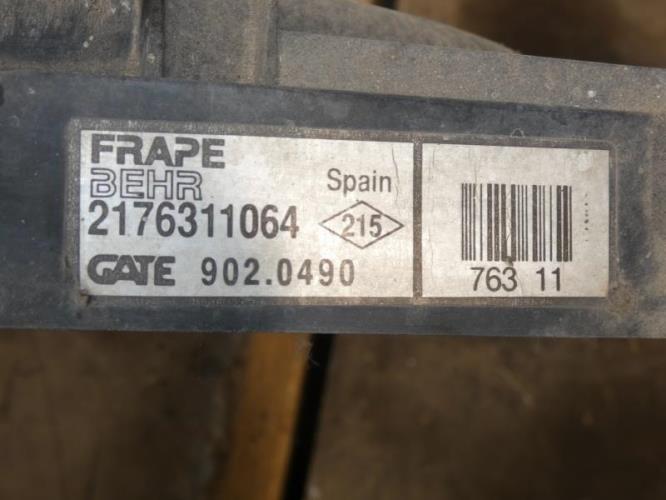 FRAPE
BEHR
Spain
2176311064
215
GATE 902.0490
763 11